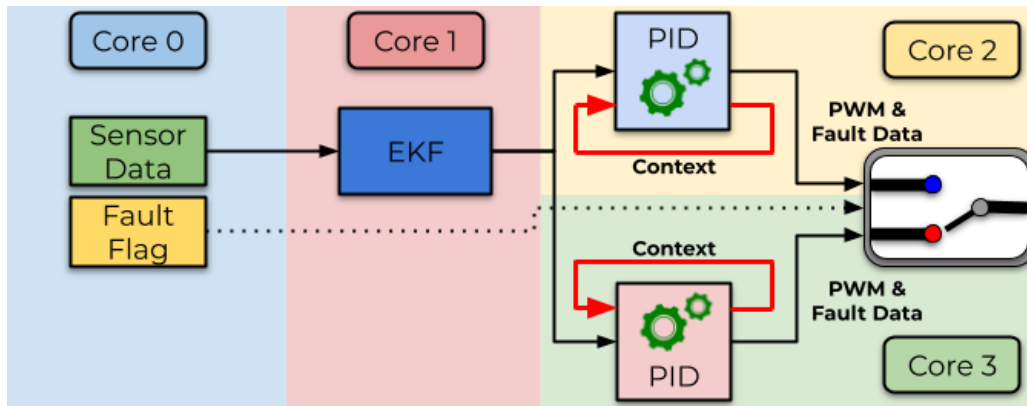 Core 0
Core 1
PID
Core 2
Sensor
Data
EKF
PWM &
Fault Data
Context
Fault
Flag
Context
PWM &
Fault Data
PID
Core 3